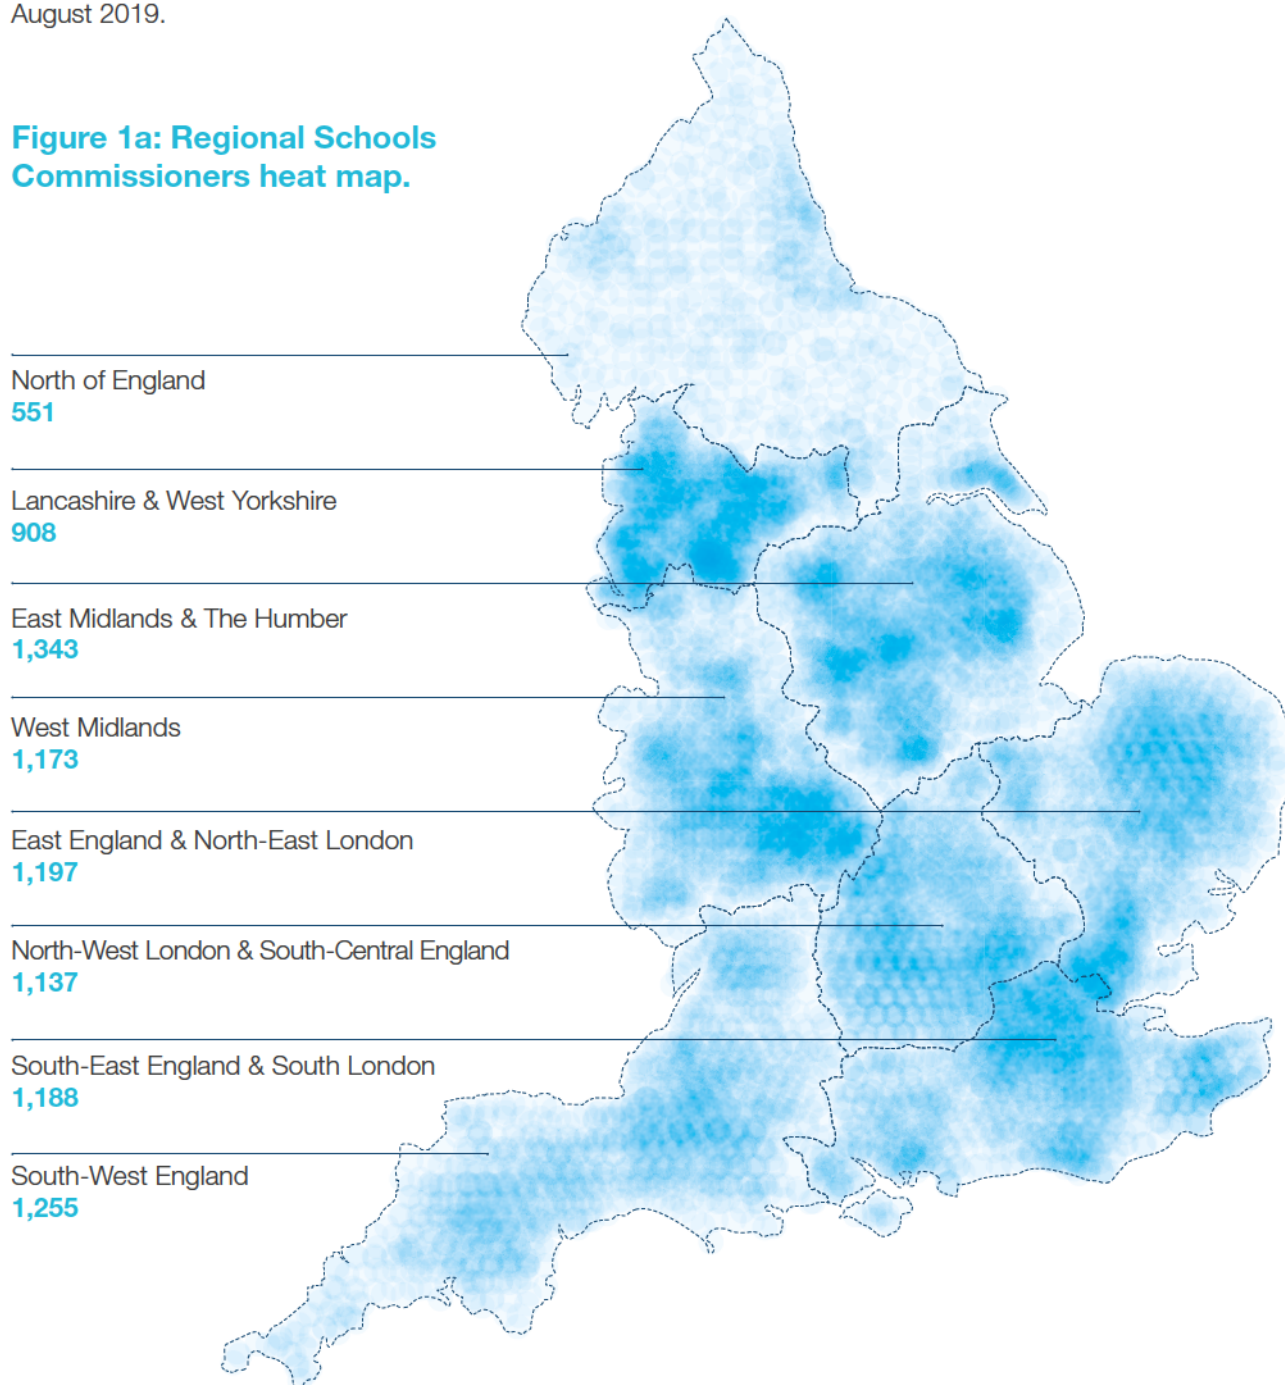 August 2019.
Figure 1a: Regional Schools
Commissioners heat map.
North of England
551
Lancashire & West Yorkshire
908
East Midlands & The Humber
1,343
West Midlands
1,173
East England & North-East London
1,197
North-West London & South-Central England
1,137
South-East England & South London
1,188
South-West England
1,255